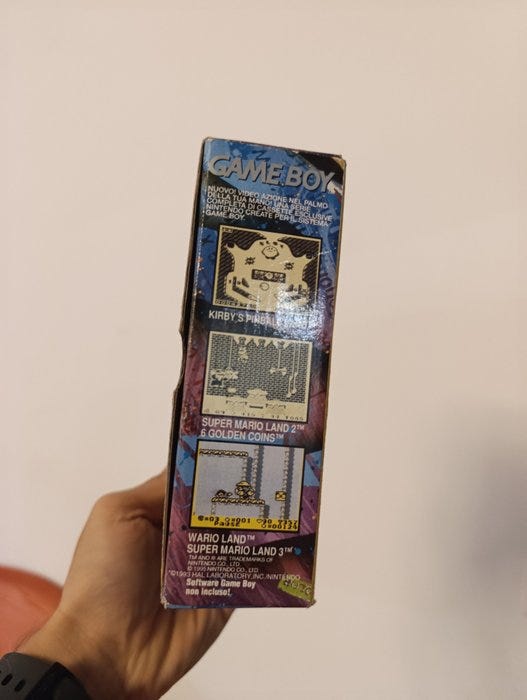 GAME BOY
NUOVO! VIDEO AZIONE NEL PALMO
DELLA TUA MANO! UNA SERIE
COMPLETA DI CASSETTE ESCLUSIVE
NINTENDO CREATE PER IL SISTEMA
GAME BOY.
KIRBY'S
SUPER MARIO LAND 2™
6 GOLDEN COINS™
PAUSE
WARIO LAND™
SUPER MARIO LAND 3™
TM AND ® ARE TRADEMARKS OF
NINTENDO CO., LTD.
© 1995 NINTENDO CO., LTD.
©1993 HAL LABORATORY, INC./NINTENDO
Software Game Boy
non incluso!